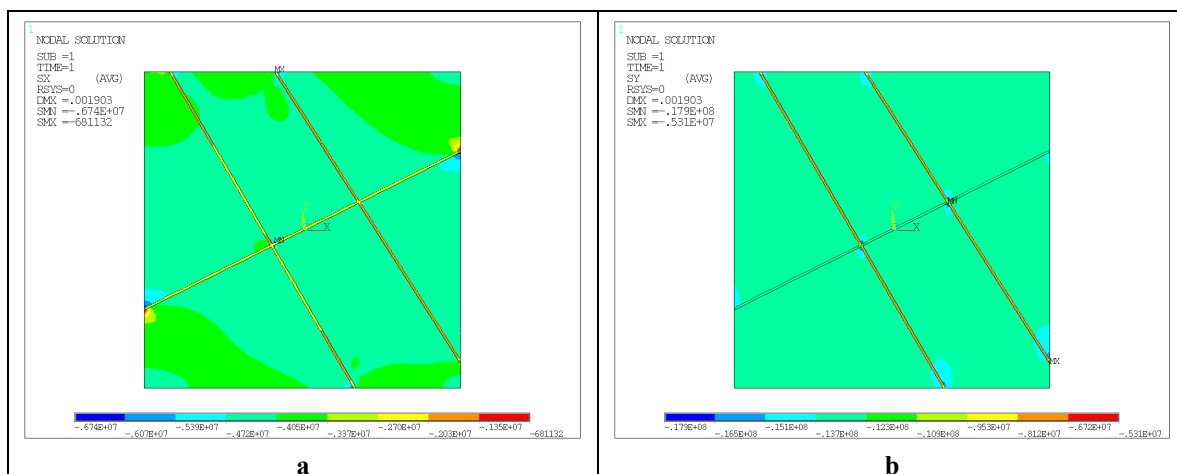 1
NODAL SOLUTION
SUB =1
TIME=1
SX (AVG)
RSYS=0
DMX =.001903
SMN =-.674E+07
SMX =-681132
MX
Y
X
MN
-.674E+07
-.607E+07
-.539E+07
-.472E+07
-.405E+07
-.337E+07
-.270E+07
-.203E+07
-.135E+07
-681132
a
1
NODAL SOLUTION
SUB =1
TIME=1
SY (AVG)
RSYS=0
DMX =.001903
SMN =-.179E+08
SMX =-.531E+07
MN
Y
X
MX
-.179E+08
-.165E+08
-.151E+08
-.137E+08
-.123E+08
-.109E+08
-.953E+07
-.812E+07
-.672E+07
-.531E+07
b